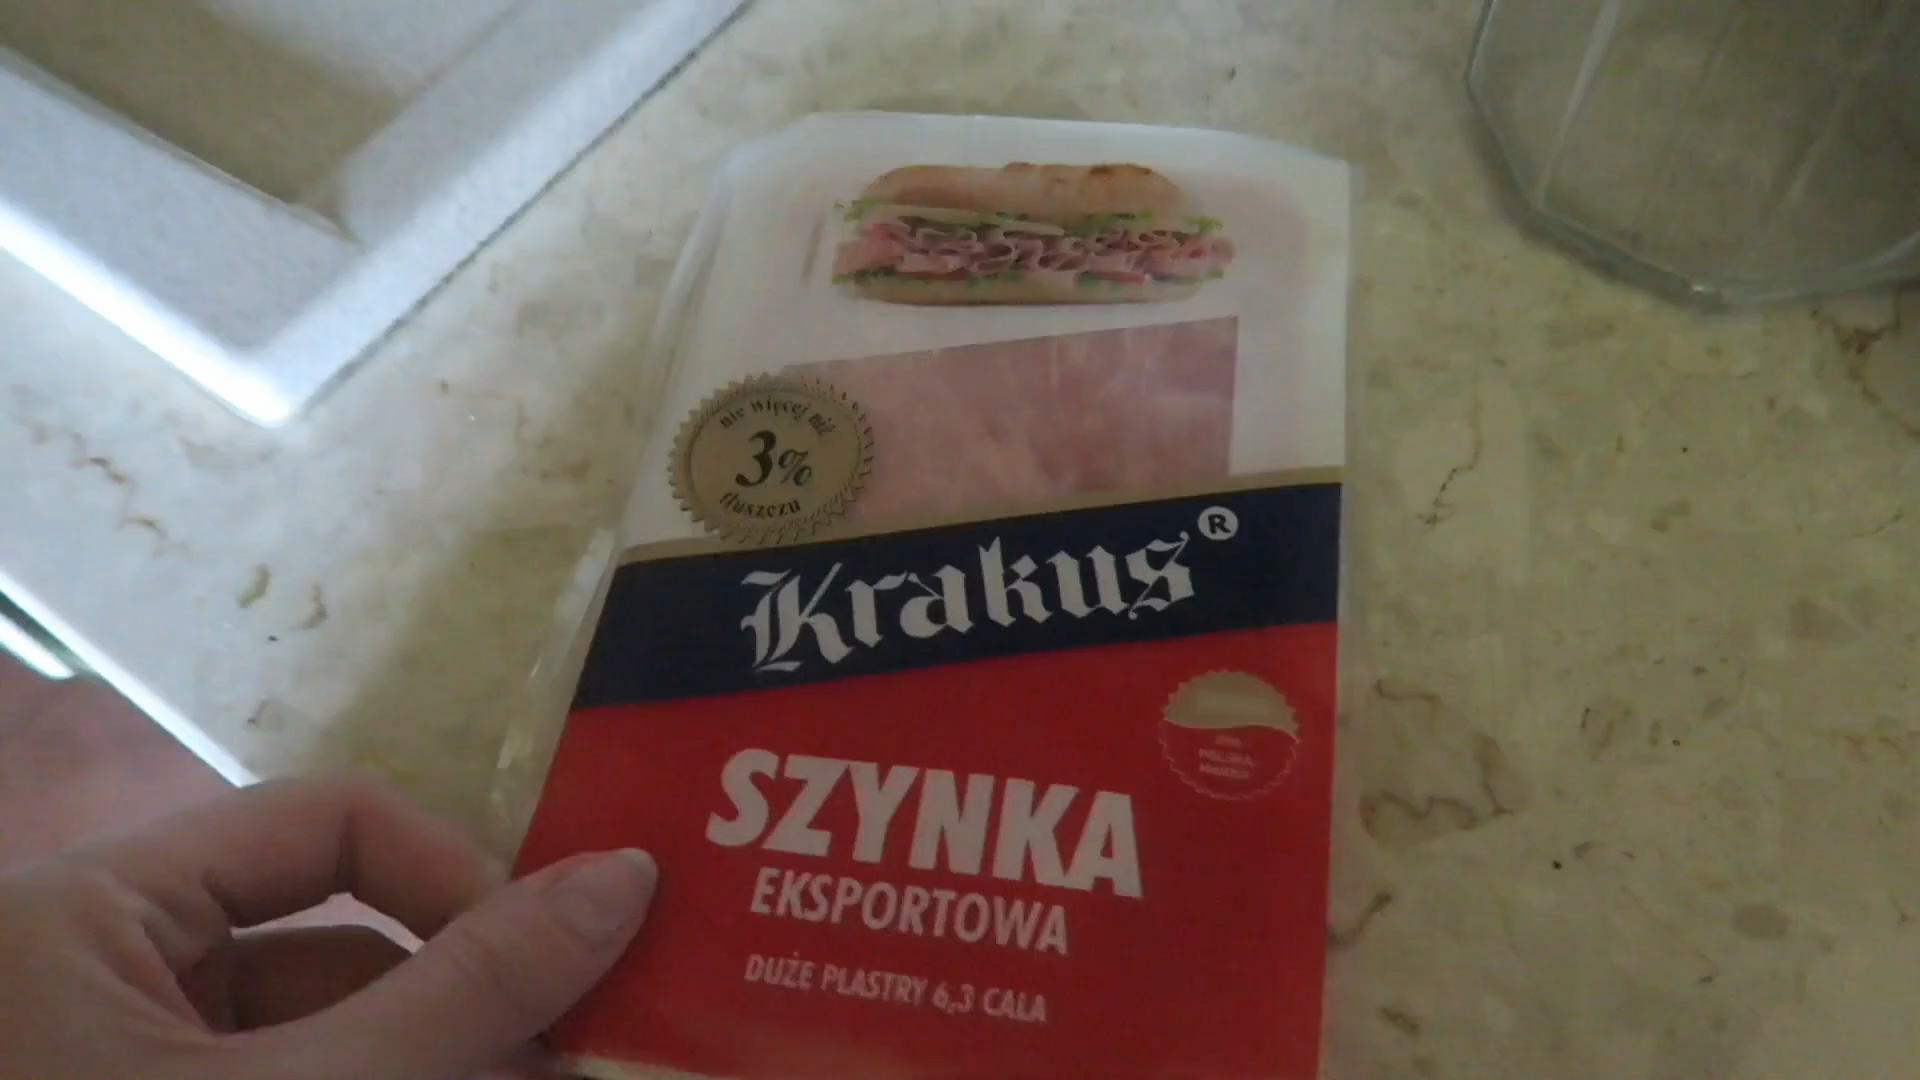 nie więcej niż
3%
tłuszczu
Krakus®
SZYNKA
EKSPORTOWA
DUŻE PLASTRY 6,3 CALA